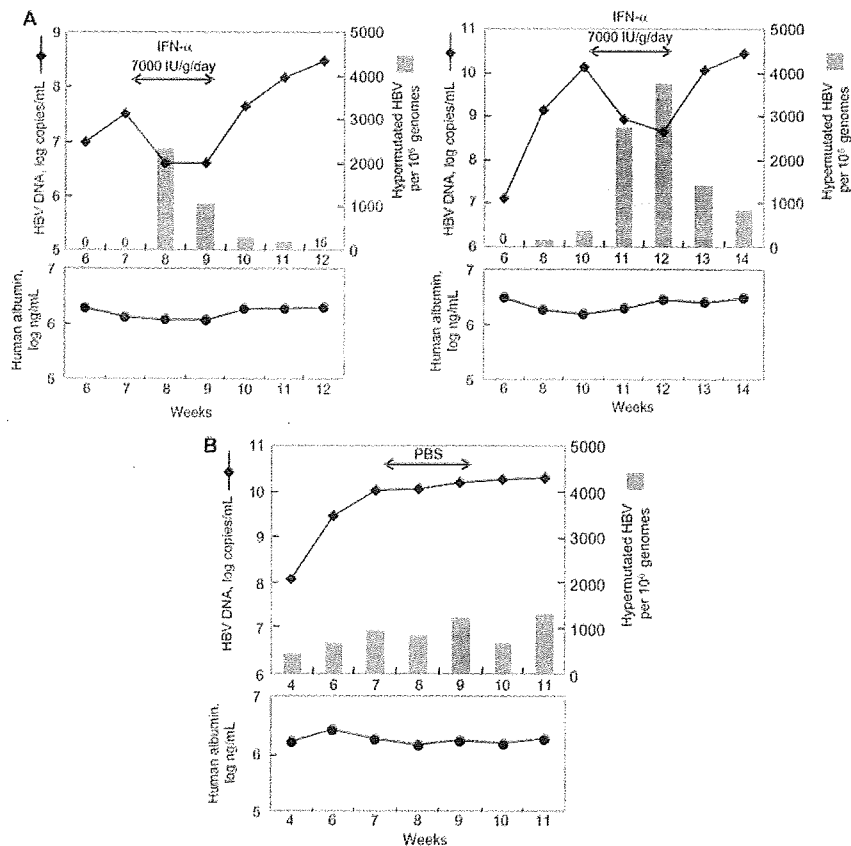 A
IFN-α
7000 IU/g/day
HBV DNA, log copies/mL
9
8
7
6
5
5000
4000
3000
2000
1000
0
Hypermutated HBV
per 10⁶ genomes
0 0 16
6 7 8 9 10 11 12
Human albumin,
log ng/mL
7
6
5
6 7 8 9 10 11 12
Weeks
IFN-α
7000 IU/g/day
HBV DNA, log copies/mL
11
10
9
8
7
6
5000
4000
3000
2000
1000
0
Hypermutated HBV
per 10⁶ genomes
0
6 8 10 11 12 13 14
Human albumin,
log ng/mL
7
6
5
6 8 10 11 12 13 14
Weeks
B
PBS
HBV DNA, log copies/mL
11
10
9
8
7
6
5000
4000
3000
2000
1000
0
Hypermutated HBV
per 10⁶ genomes
4 6 7 8 9 10 11
Human albumin,
log ng/mL
7
6
5
4 6 7 8 9 10 11
Weeks